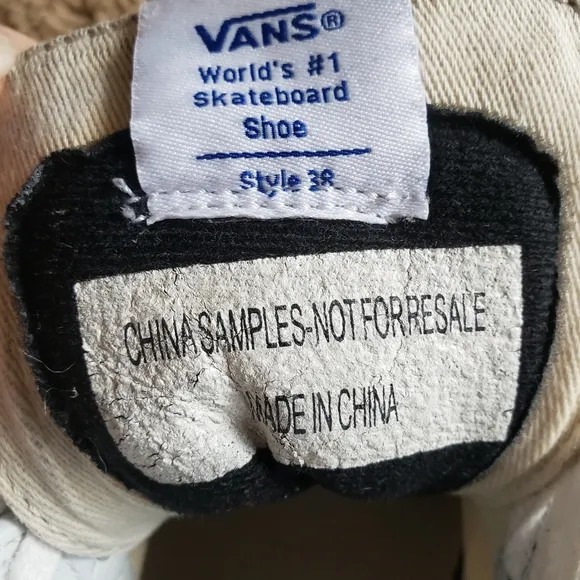 VANS®
World's #1
Skateboard
Shoe
Style 38
CHINA SAMPLES-NOT FOR RESALE
MADE IN CHINA